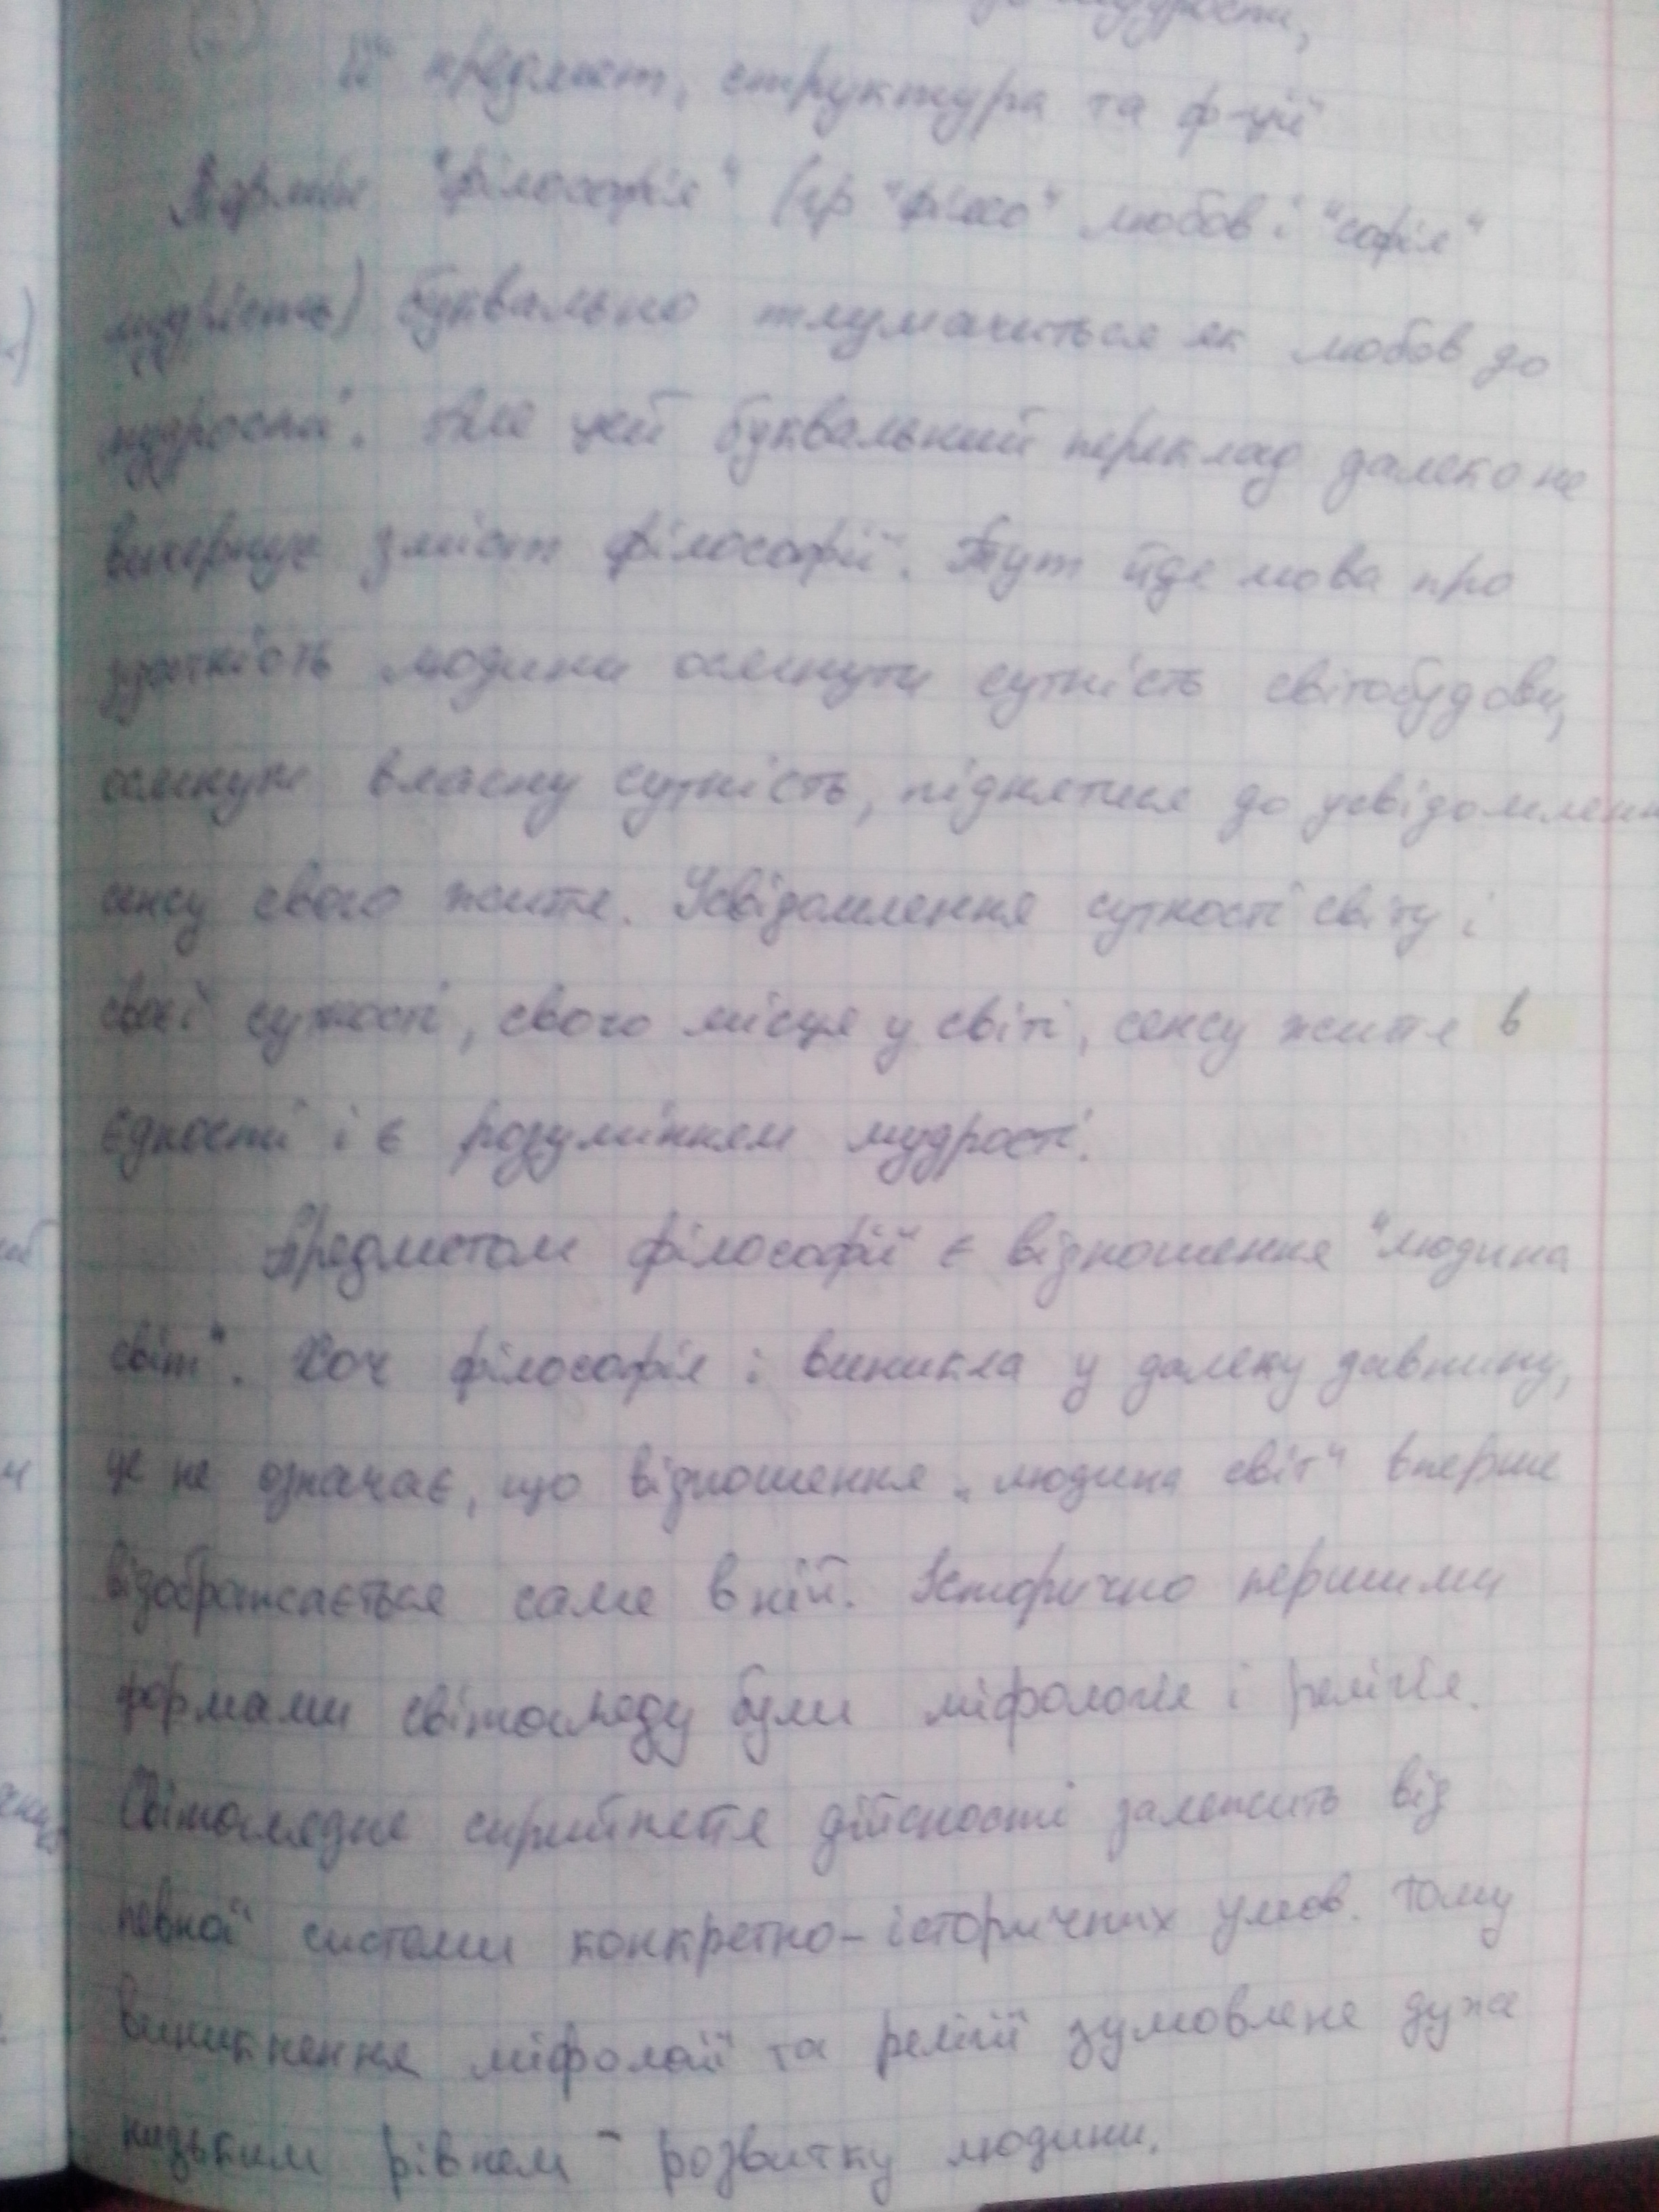 мудрости,
її предмет, структура та ф-ції
Термін "філософія" (гр "філео" любов і "софія"
мудрість) буквально тлумачиться як любов до
мудрості. Але цей буквальний переклад далеко не
вичерпує зміст філософії. Тут йде мова про
здатність людини осягнути сутність світобудови,
осягнути власну сутність, піднятися до усвідомлення
сенсу свого життя. Усвідомлення сутності світу і
своєї сутності, свого місця у світі, сенсу життя в
єдності і є розумінням мудрості.
Предметом філософії є відношення "людина
світ". Хоч філософія і виникла у далеку давнину,
це не означає, що відношення „людина світ" вперше
відображається саме в ній. Історично першими
формами світогляду були міфологія і релігія.
Світоглядне сприйняття дійсності залежить від
певної системи конкретно-історичних умов. Тому
виникнення міфології та релігії зумовлене дуже
низьким рівнем розвитку людини.